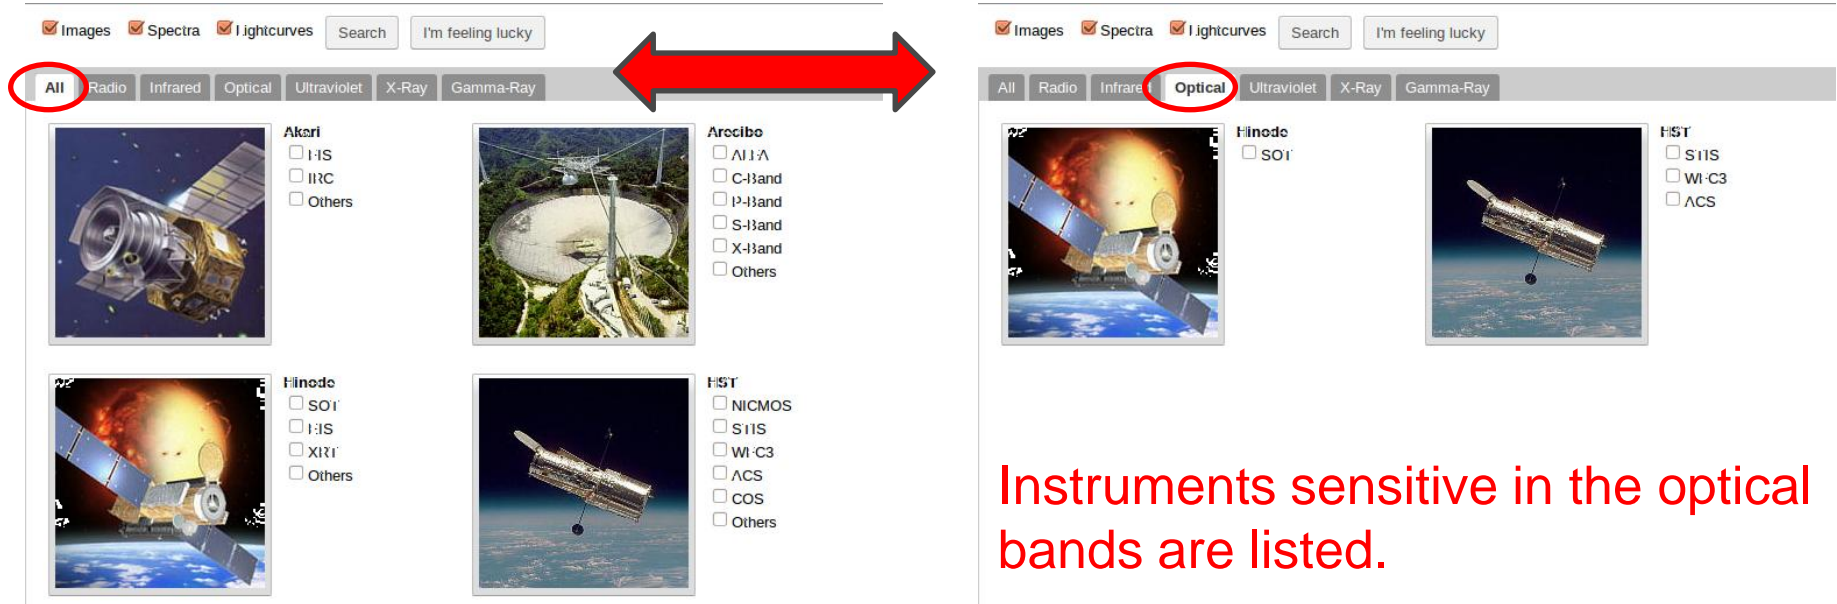 Images Spectra Lightcurves Search I'm feeling lucky
All Radio Infrared Optical Ultraviolet X-Ray Gamma-Ray
Akari
FIS
IRC
Others
Arecibo
ALFA
C-Band
P-Band
S-Band
X-Band
Others
Hinode
SOT
EIS
XRT
Others
HST
NICMOS
STIS
WFC3
ACS
COS
Others
Images Spectra Lightcurves Search I'm feeling lucky
All Radio Infrared Optical Ultraviolet X-Ray Gamma-Ray
Hinode
SOT
HST
STIS
WFC3
ACS
Instruments sensitive in the optical
bands are listed.